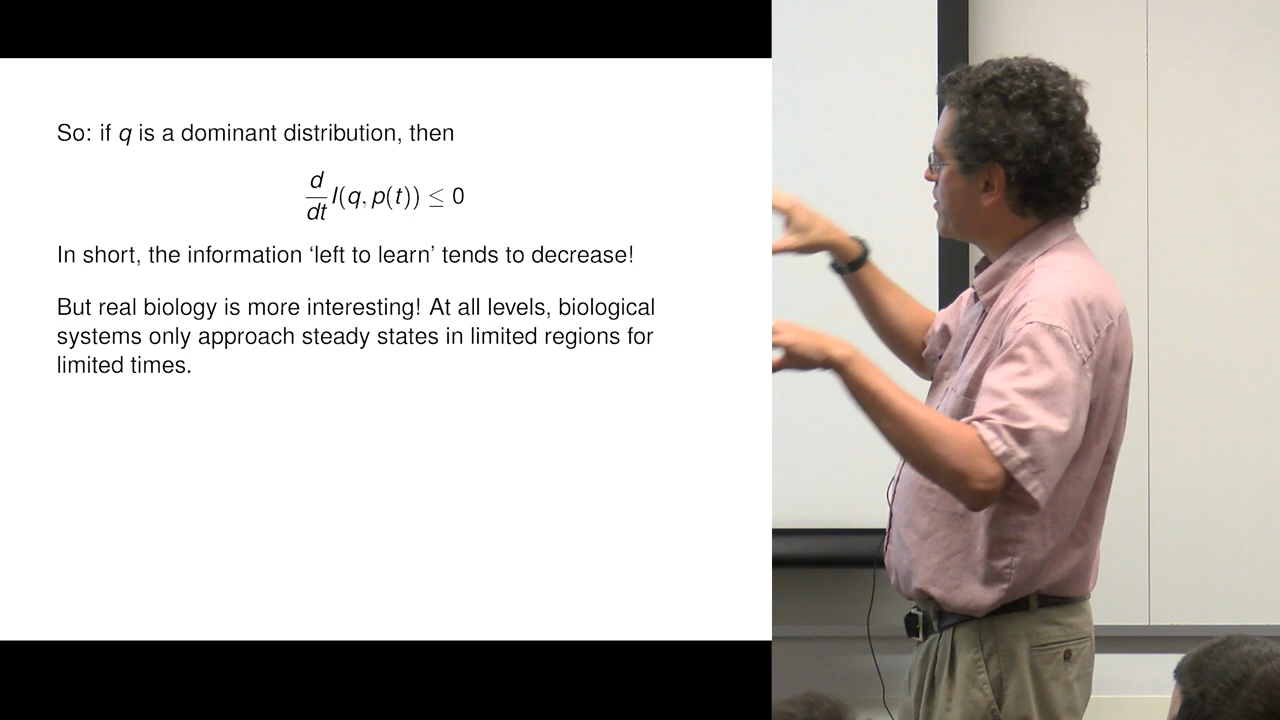 So: if q is a dominant distribution, then
d/dt I(q, p(t)) ≤ 0
In short, the information ‘left to learn’ tends to decrease!
But real biology is more interesting! At all levels, biological
systems only approach steady states in limited regions for
limited times.